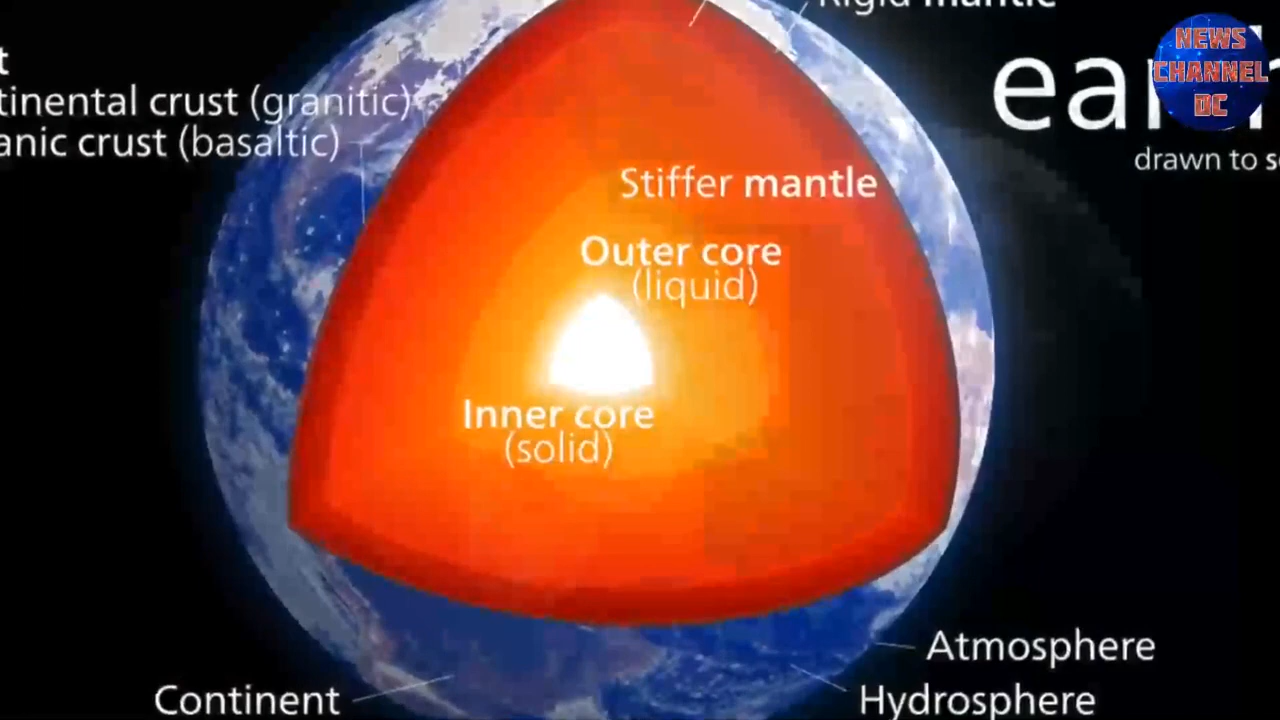 Rigid mantle
t
tinental crust (granitic)
anic crust (basaltic)
ear
drawn to s
NEWS
CHANNEL
DC
Stiffer mantle
Outer core
(liquid)
Inner core
(solid)
Atmosphere
Continent
Hydrosphere